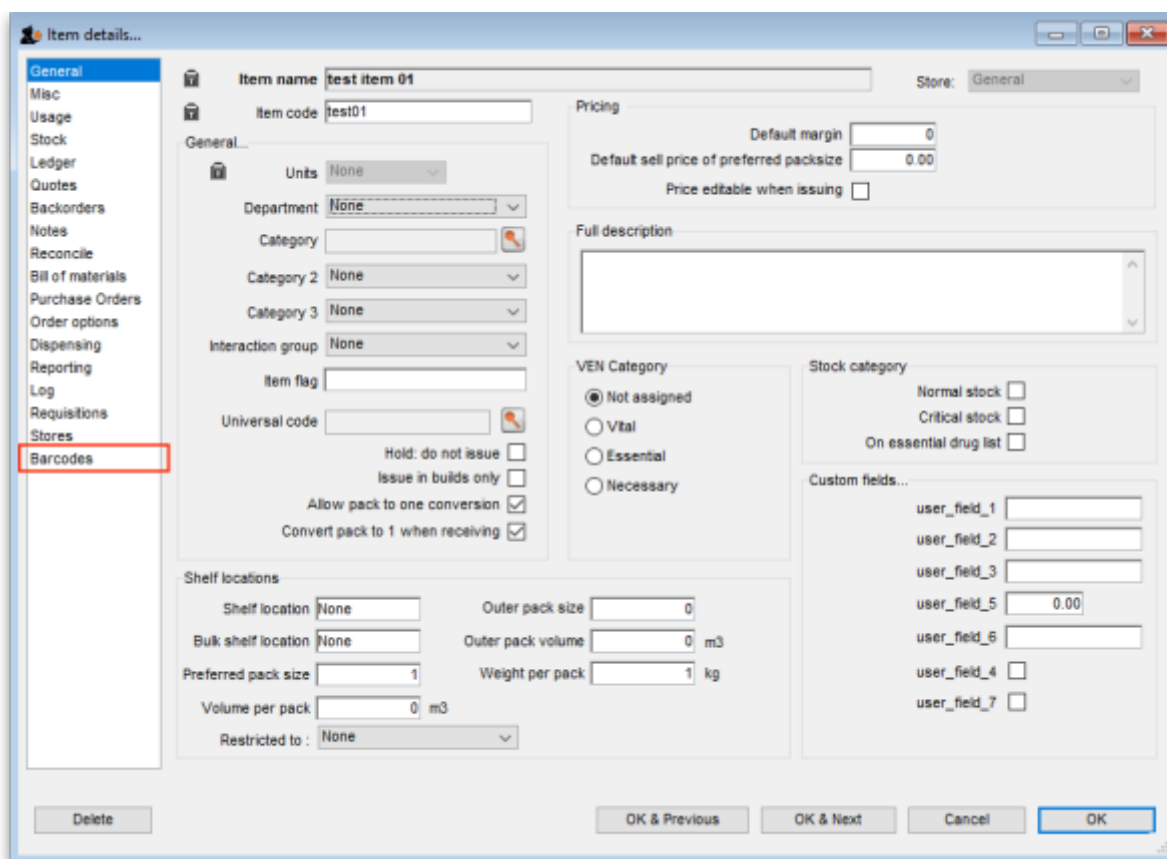 Item details...
General
Misc
Usage
Stock
Ledger
Quotes
Backorders
Notes
Reconcile
Bill of materials
Purchase Orders
Order options
Dispensing
Reporting
Log
Requisitions
Stores
Barcodes
Item name test item 01
Store: General
Item code test01
General...
Units None
Department None
Category
Category 2 None
Category 3 None
Interaction group None
Item flag
Universal code
Hold: do not issue
Issue in builds only
Allow pack to one conversion
Convert pack to 1 when receiving
Pricing
Default margin 0
Default sell price of preferred packsize 0.00
Price editable when issuing
Full description
VEN Category
Not assigned
Vital
Essential
Necessary
Stock category
Normal stock
Critical stock
On essential drug list
Custom fields...
user_field_1
user_field_2
user_field_3
user_field_5 0.00
user_field_6
user_field_4
user_field_7
Shelf locations
Shelf location None
Outer pack size 0
Bulk shelf location None
Outer pack volume 0 m3
Preferred pack size 1
Weight per pack 1 kg
Volume per pack 0 m3
Restricted to : None
Delete
OK & Previous
OK & Next
Cancel
OK